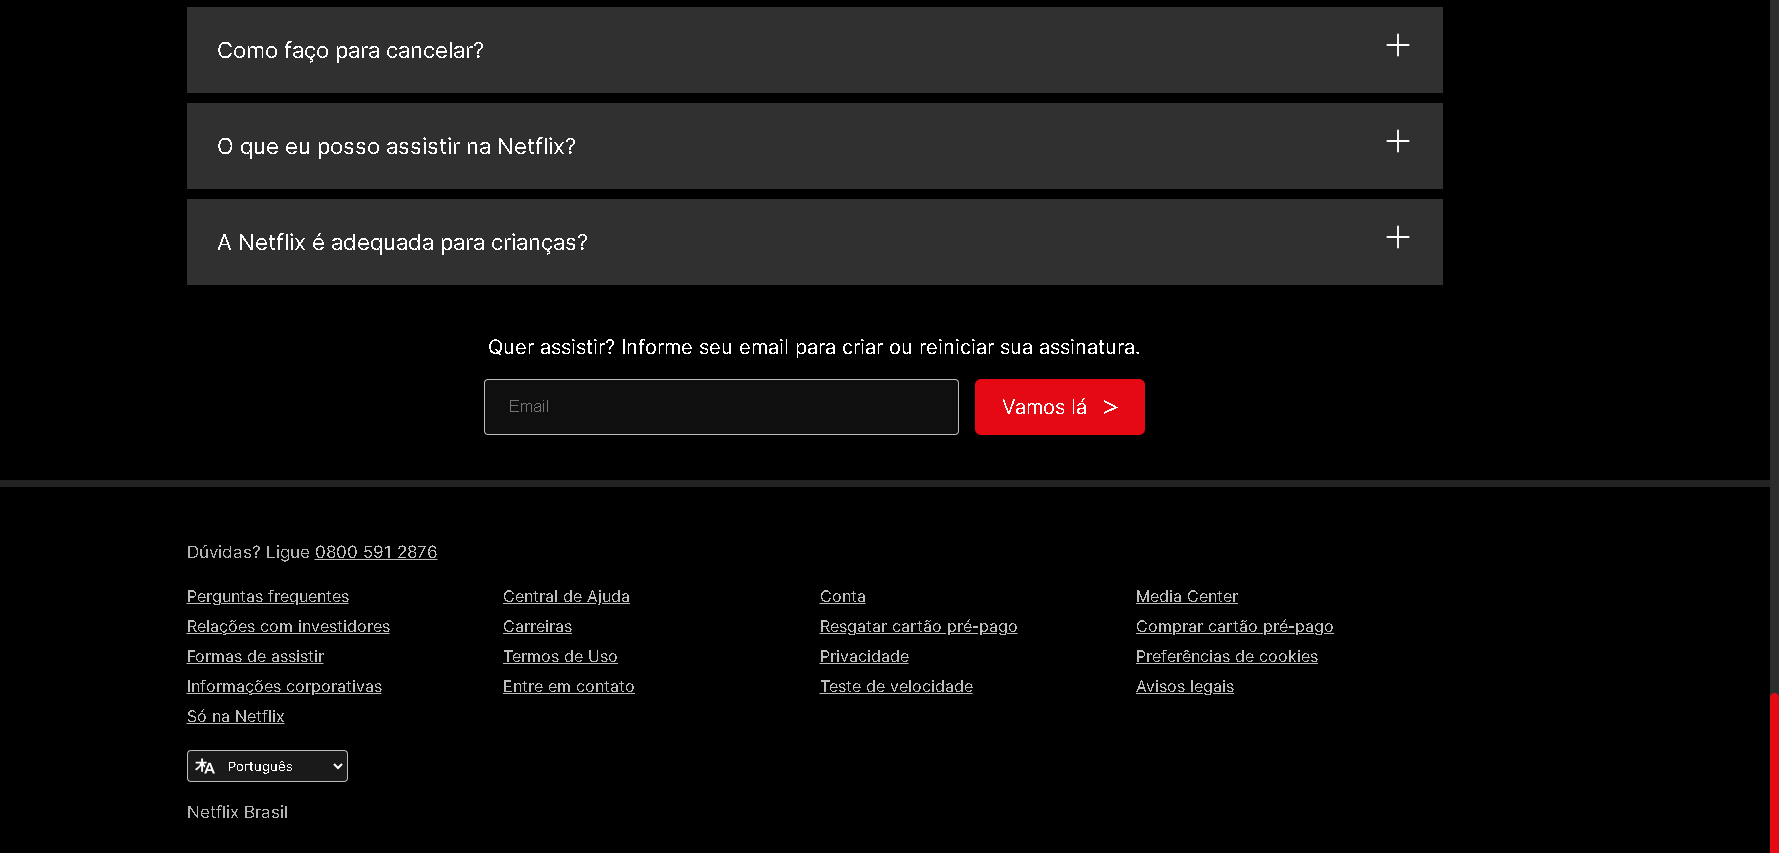 Como faço para cancelar?
O que eu posso assistir na Netflix?
A Netflix é adequada para crianças?
Quer assistir? Informe seu email para criar ou reiniciar sua assinatura.
Email
Vamos lá >
Dúvidas? Ligue 0800 591 2876
Perguntas frequentes
Central de Ajuda
Conta
Media Center
Relações com investidores
Carreiras
Resgatar cartão pré-pago
Comprar cartão pré-pago
Formas de assistir
Termos de Uso
Privacidade
Preferências de cookies
Informações corporativas
Entre em contato
Teste de velocidade
Avisos legais
Só na Netflix
Português
Netflix Brasil